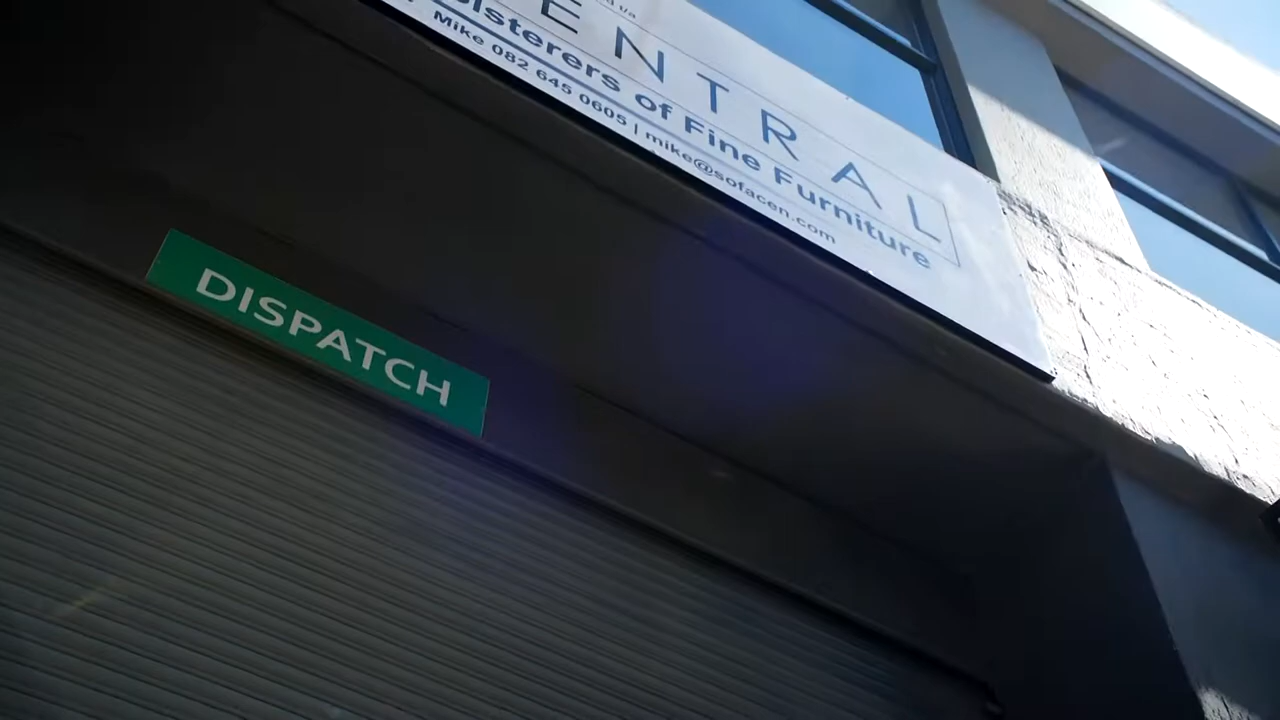 ENTRAL
olsterers of Fine Furniture
Mike 082 645 0605 | mike@sofacen.com
DISPATCH